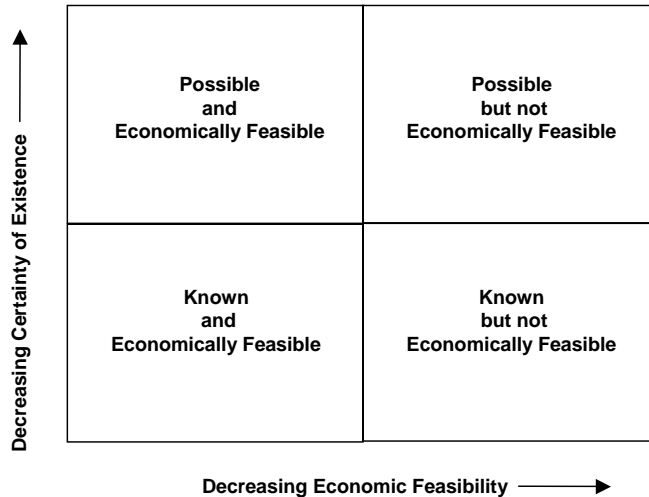 Decreasing Certainty of Existence
Possible
and
Economically Feasible
Possible
but not
Economically Feasible
Known
and
Economically Feasible
Known
but not
Economically Feasible
Decreasing Economic Feasibility